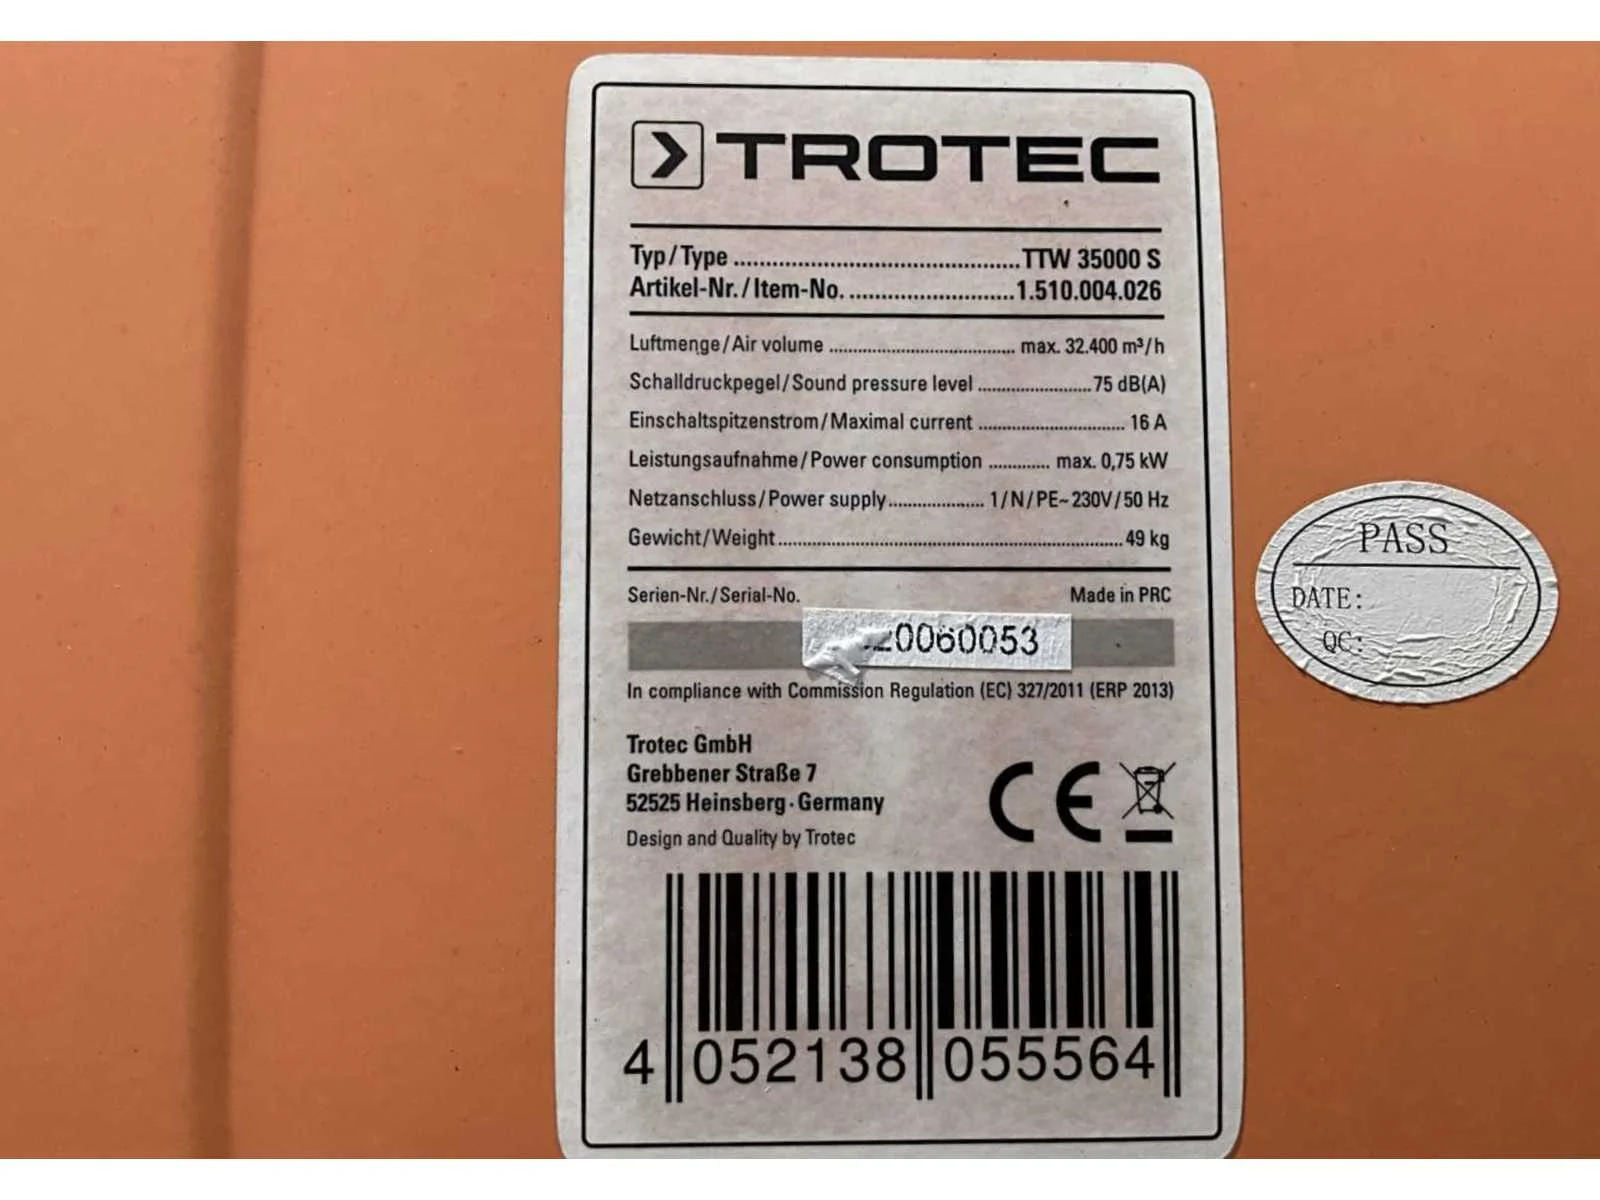 TROTEC
Typ/Type ........ TTW 35000 S
Artikel-Nr./Item-No. ........ 1.510.004.026
Luftmenge/Air volume ........ max. 32.400 m³/h
Schalldruckpegel/Sound pressure level ........ 75 dB(A)
Einschaltspitzenstrom/Maximal current ........ 16 A
Leistungsaufnahme/Power consumption ........ max. 0,75 kW
Netzanschluss/Power supply ........ 1/N/PE~230V/50 Hz
Gewicht/Weight ........ 49 kg
Serien-Nr./Serial-No. Made in PRC
20060053
In compliance with Commission Regulation (EC) 327/2011 (ERP 2013)
Trotec GmbH
Grebbener Straße 7
52525 Heinsberg · Germany
Design and Quality by Trotec
CE
4 052138 055564
PASS
DATE:
QC: